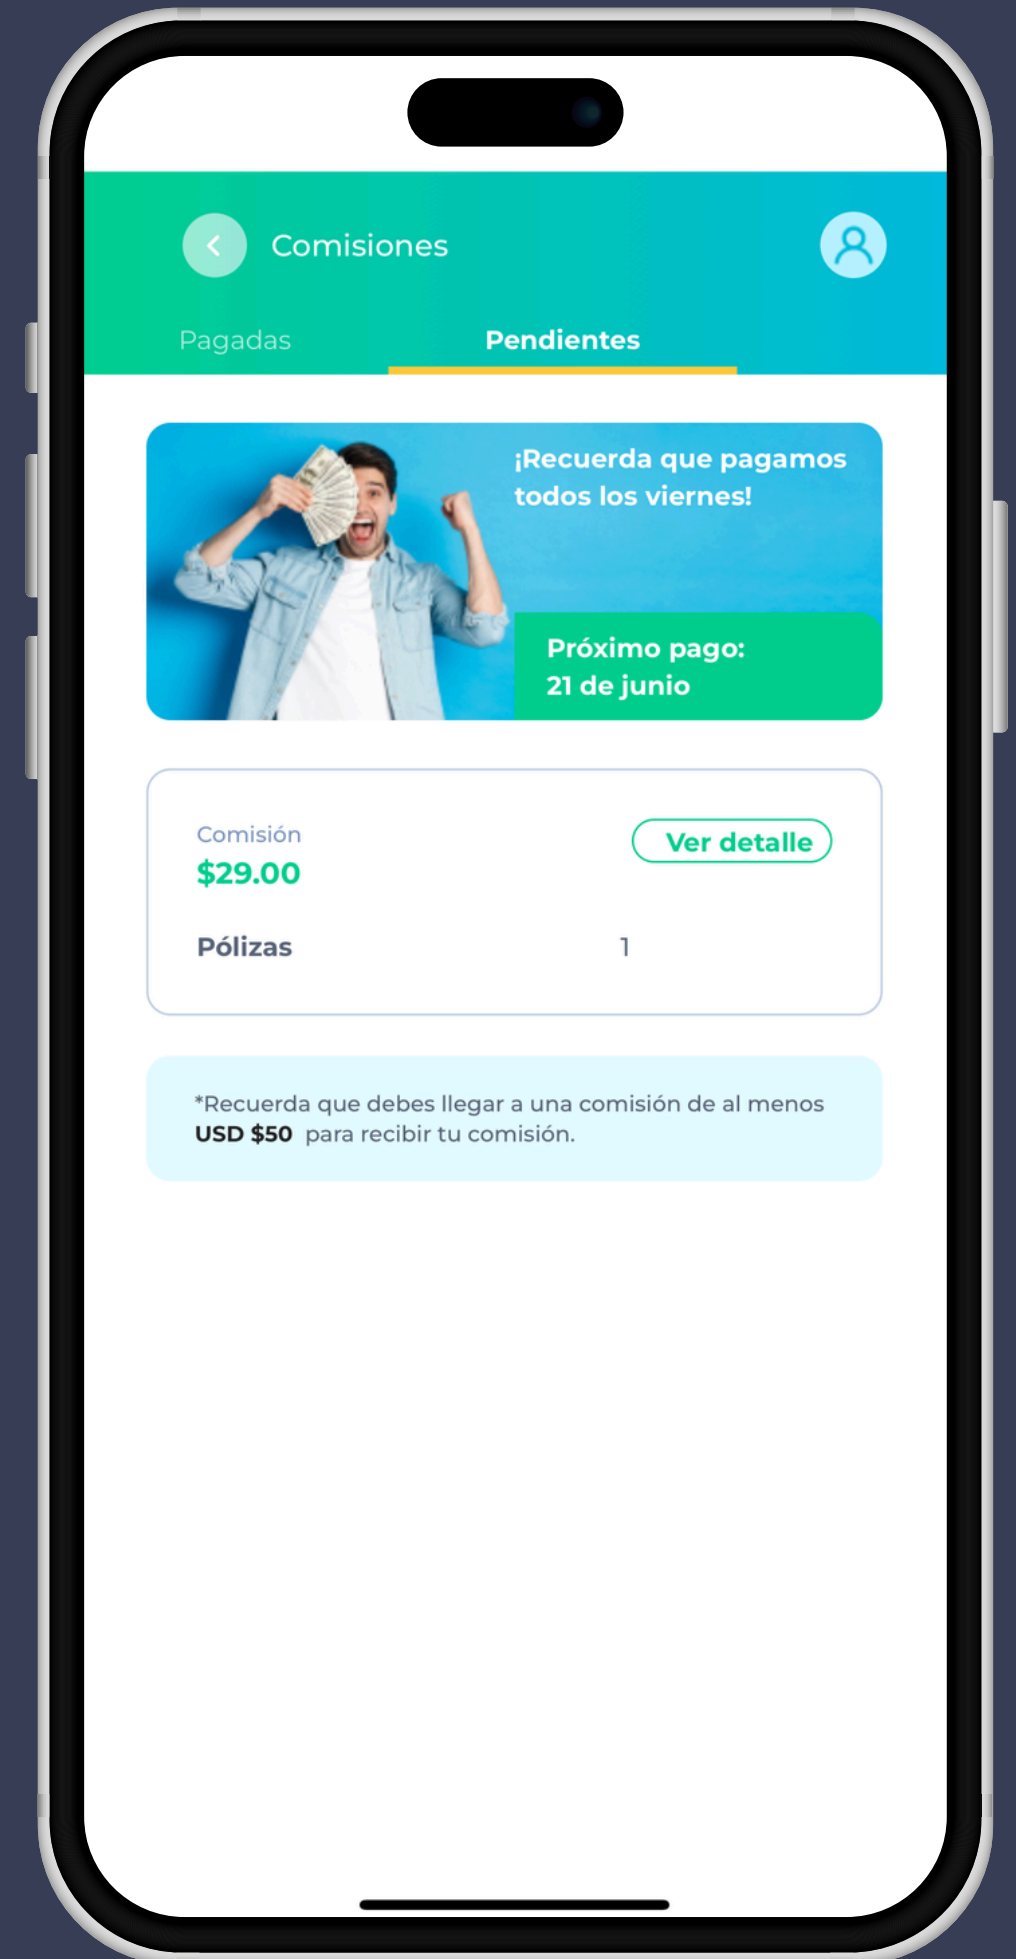 Comisiones
Pagadas
Pendientes
¡Recuerda que pagamos
todos los viernes!
Próximo pago:
21 de junio
Comisión
Ver detalle
$29.00
Pólizas 1
*Recuerda que debes llegar a una comisión de al menos
USD $50 para recibir tu comisión.